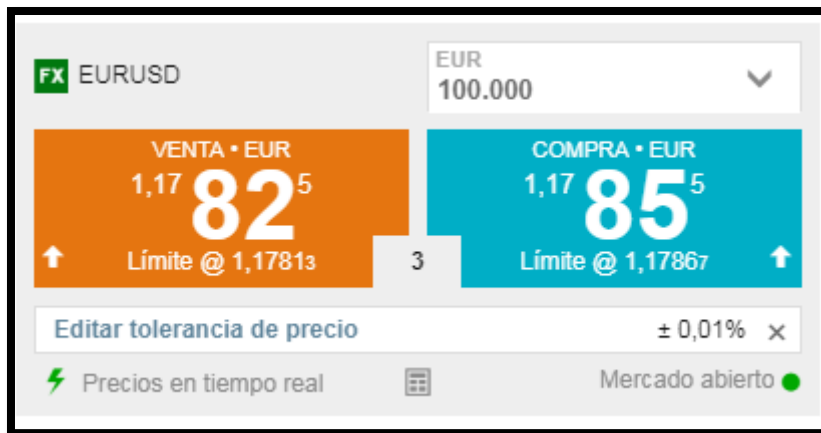 FX EURUSD
EUR
100.000
VENTA • EUR
1,17 82 5
Límite @ 1,17813
COMPRA • EUR
1,17 85 5
Límite @ 1,17867
3
Editar tolerancia de precio ± 0,01% ×
Precios en tiempo real
Mercado abierto